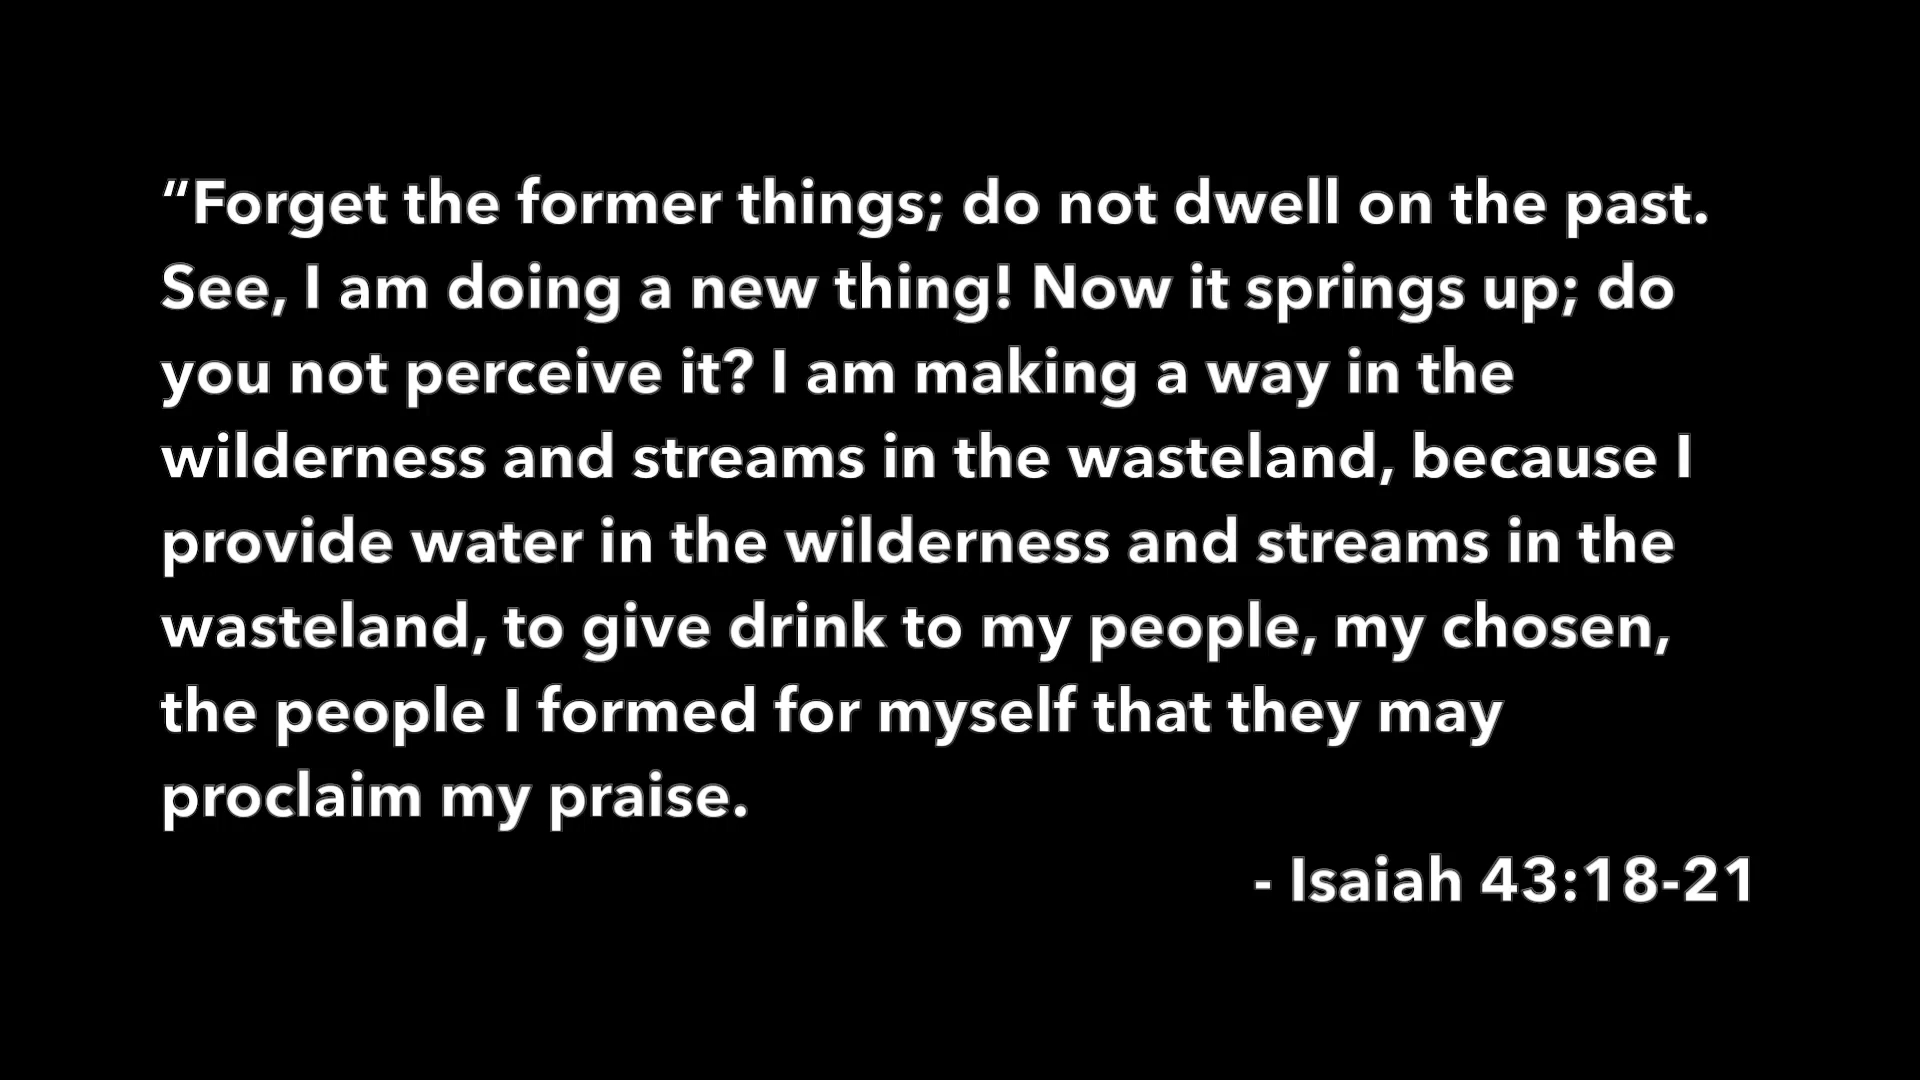 “Forget the former things; do not dwell on the past.
See, I am doing a new thing! Now it springs up; do
you not perceive it? I am making a way in the
wilderness and streams in the wasteland, because I
provide water in the wilderness and streams in the
wasteland, to give drink to my people, my chosen,
the people I formed for myself that they may
proclaim my praise.
- Isaiah 43:18-21